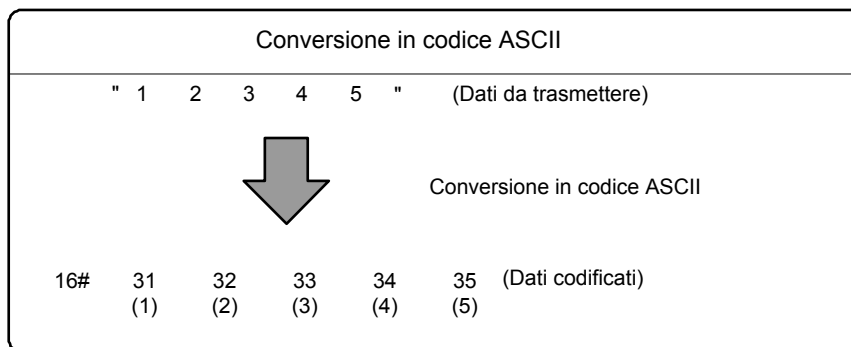 Conversione in codice ASCII
" 1 2 3 4 5 " (Dati da trasmettere)
Conversione in codice ASCII
16# 31 32 33 34 35 (Dati codificati)
(1) (2) (3) (4) (5)